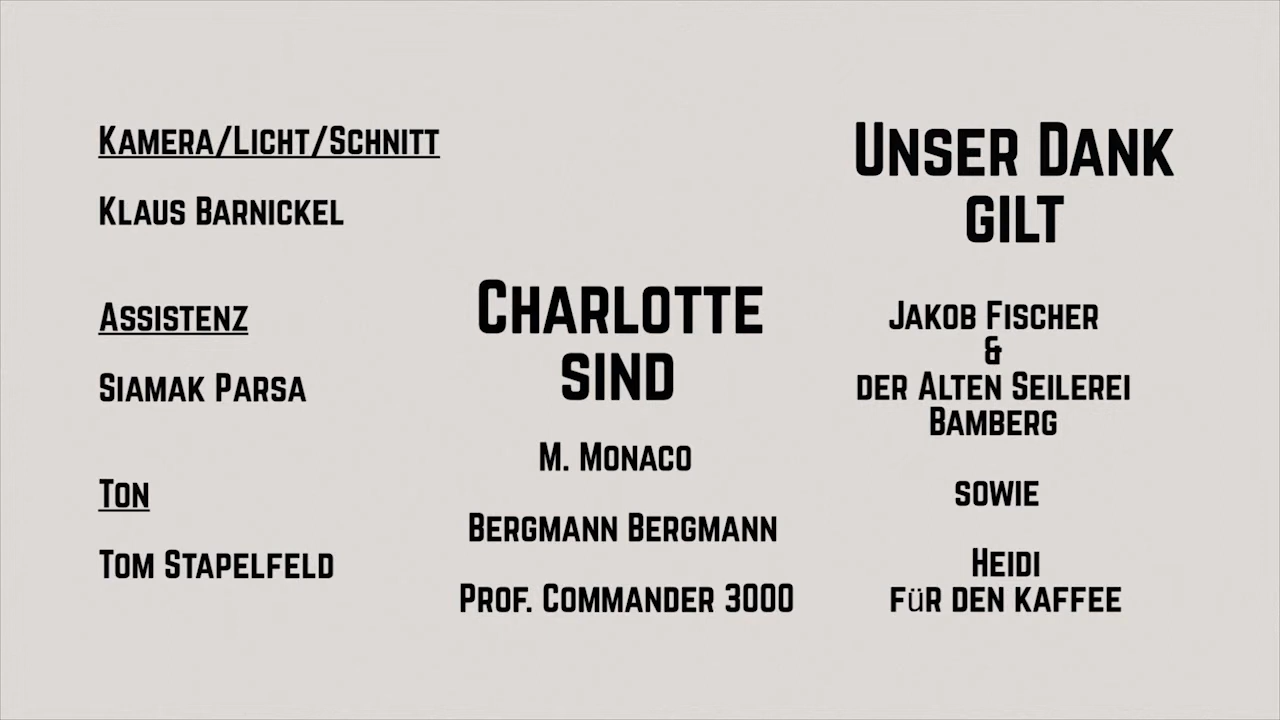 Kamera/Licht/Schnitt
Klaus Barnickel
Assistenz
Siamak Parsa
Ton
Tom Stapelfeld
Charlotte
sind
M. Monaco
Bergmann Bergmann
Prof. Commander 3000
Unser Dank
gilt
Jakob Fischer
&
der Alten Seilerei
Bamberg
sowie
Heidi
für den kaffee